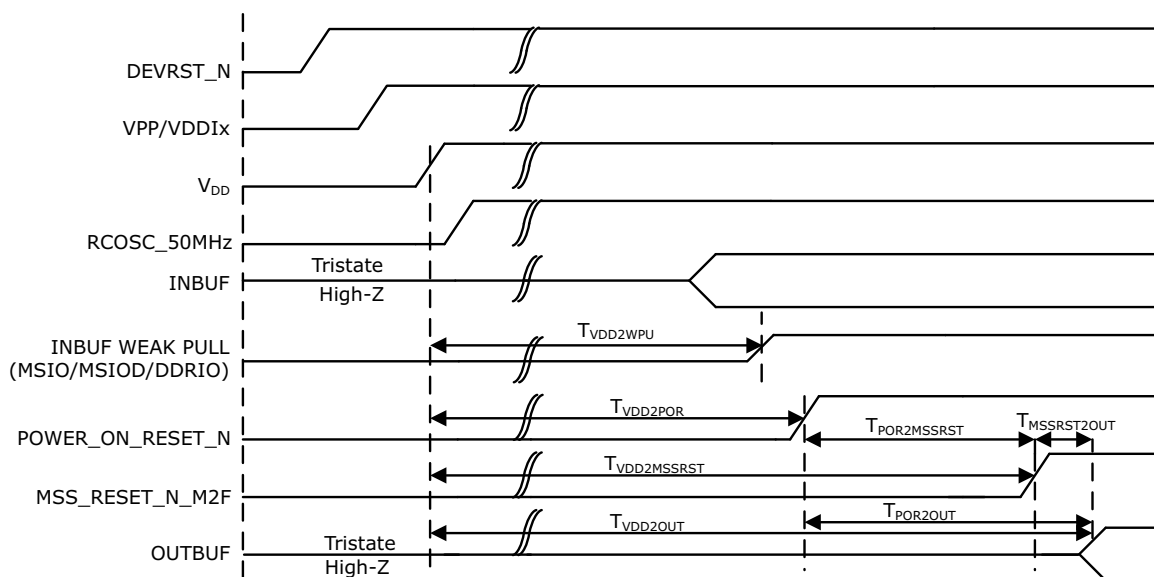 DEVRST_N
VPP/VDDIx
VDD
RCOSC_50MHz
Tristate
INBUF
High-Z
TVDD2WPU
INBUF WEAK PULL
(MSIO/MSIOD/DDRIO)
TVDD2POR
TPOR2MSSRST
TMSSRST2OUT
POWER_ON_RESET_N
TVDD2MSSRST
MSS_RESET_N_M2F
TPOR2OUT
TVDD2OUT
Tristate
OUTBUF
High-Z